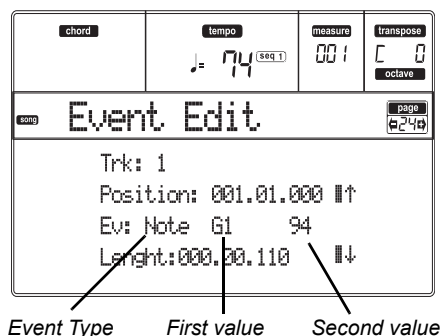 chord tempo measure transpose
♩= 74 seq 1 001 C 0
octave
song Event Edit page
24
Trk: 1
Position: 001.01.000
Ev: Note G1 94
Lenght:000.00.110
Event Type First value Second value